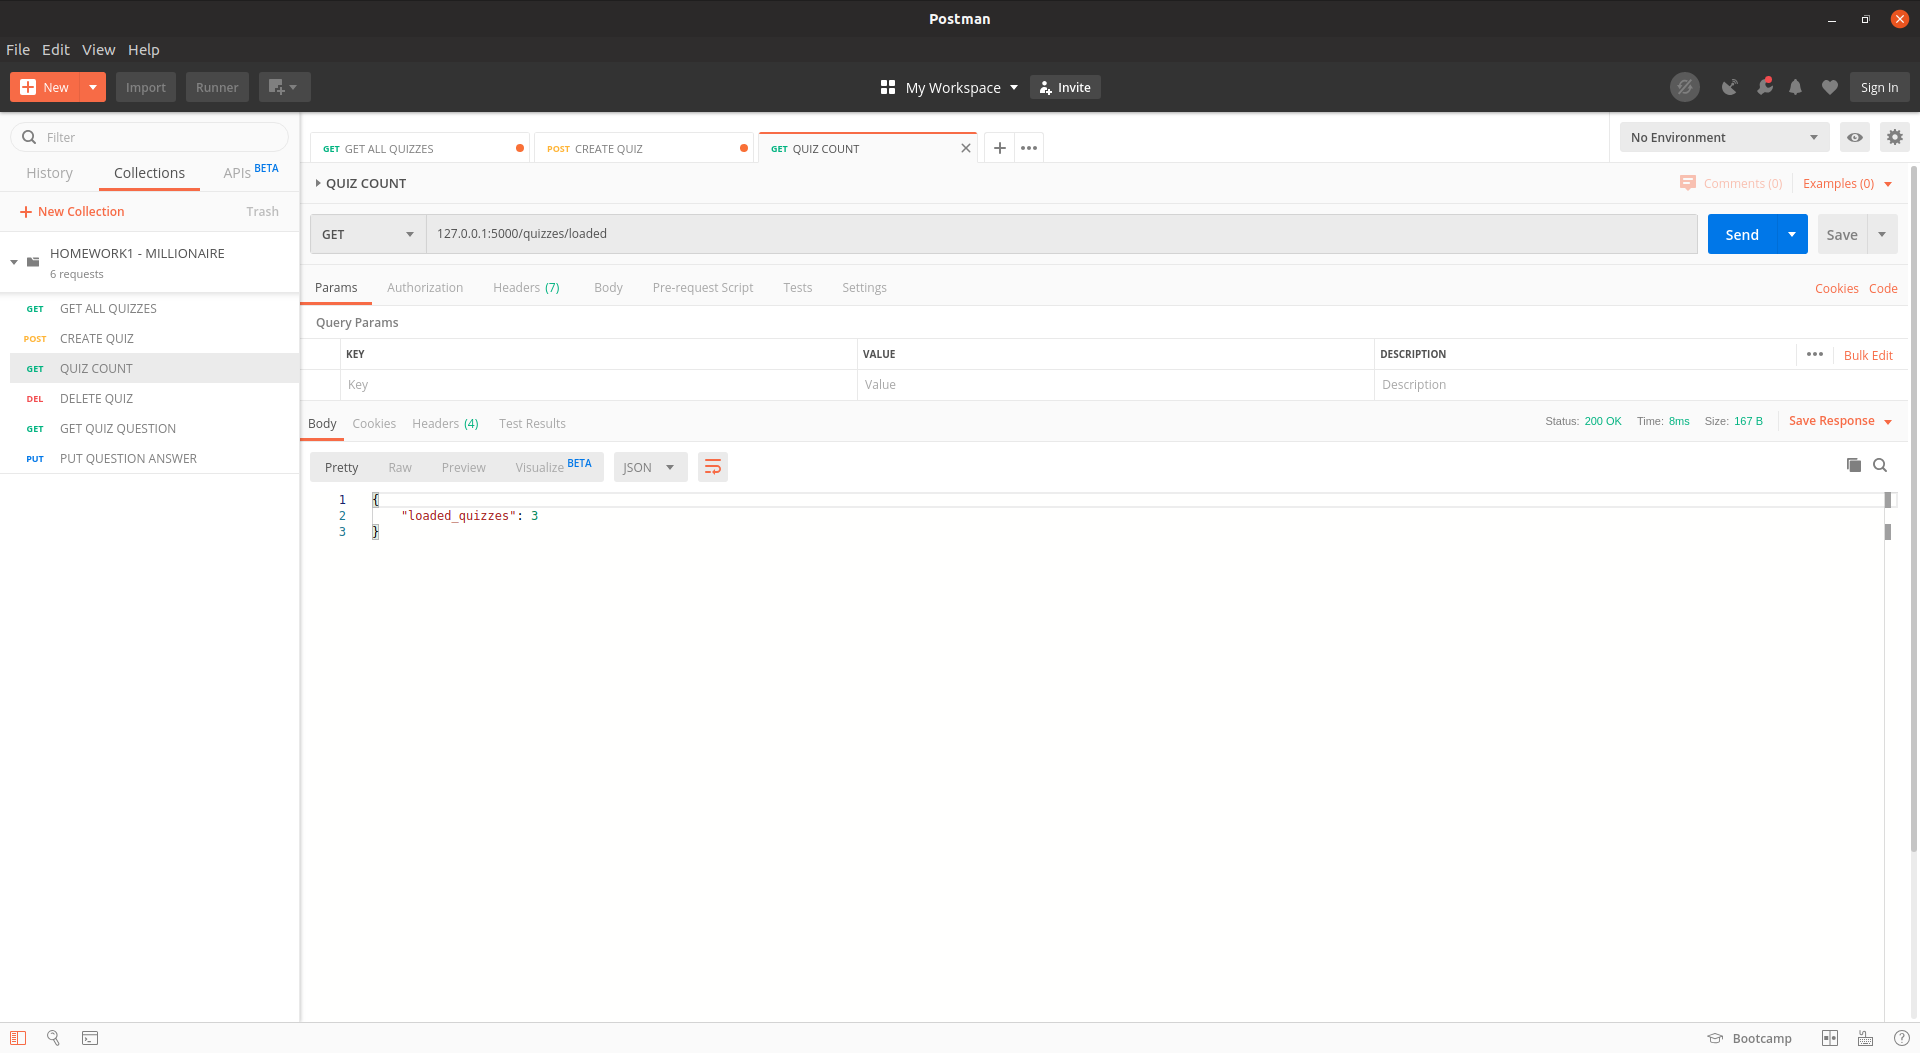 Postman
File Edit View Help
New Import Runner My Workspace Invite Sign In
Filter
History Collections APIs BETA
New Collection Trash
HOMEWORK1 - MILLIONAIRE
6 requests
GET GET ALL QUIZZES
POST CREATE QUIZ
GET QUIZ COUNT
DEL DELETE QUIZ
GET GET QUIZ QUESTION
PUT PUT QUESTION ANSWER
GET GET ALL QUIZZES POST CREATE QUIZ GET QUIZ COUNT No Environment
QUIZ COUNT Comments (0) Examples (0)
GET 127.0.0.1:5000/quizzes/loaded Send Save
Params Authorization Headers (7) Body Pre-request Script Tests Settings Cookies Code
Query Params
KEY VALUE DESCRIPTION Bulk Edit
Key Value Description
Body Cookies Headers (4) Test Results Status: 200 OK Time: 8ms Size: 167 B Save Response
Pretty Raw Preview Visualize BETA JSON
1 {
2 "loaded_quizzes": 3
3 }
Bootcamp